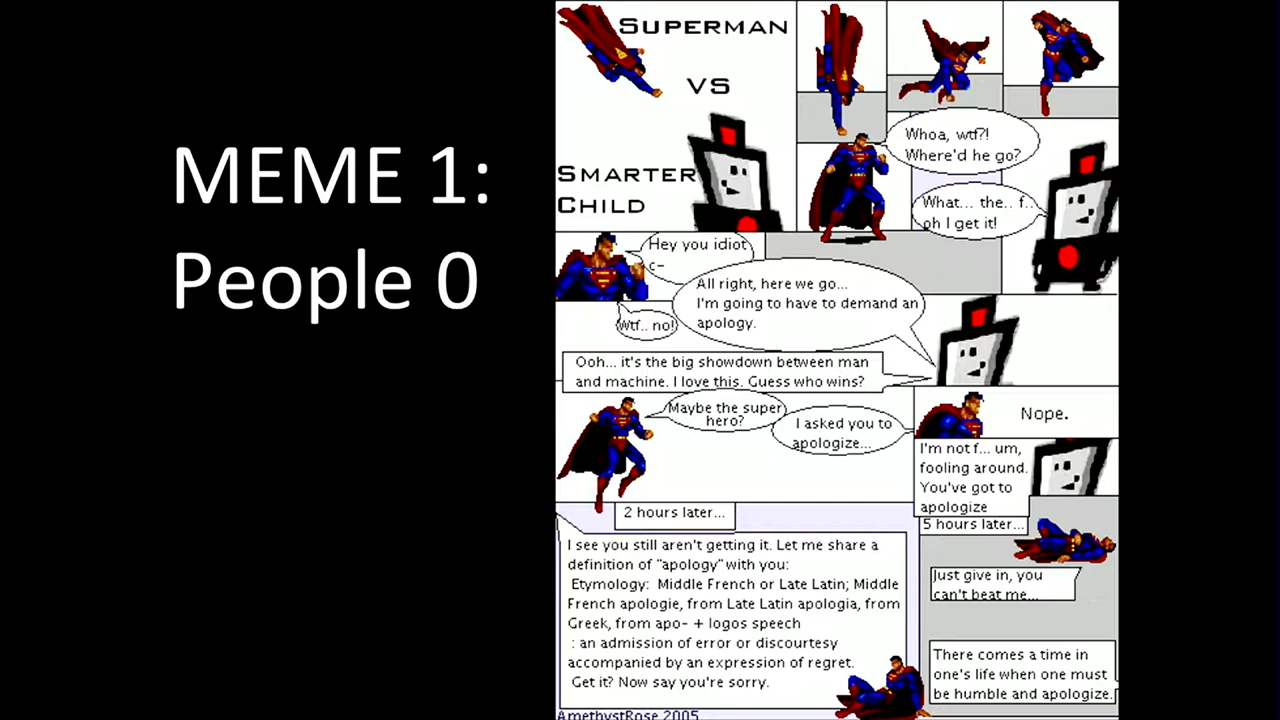 MEME 1:
People 0
SUPERMAN
VS
SMARTER
CHILD
Whoa, wtf?!
Where'd he go?
What... the.. f..
oh I get it!
Hey you idiot
c-
All right, here we go...
I'm going to have to demand an
apology.
Wtf.. no!
Ooh... it's the big showdown between man
and machine. I love this. Guess who wins?
Maybe the super
hero?
I asked you to
apologize...
Nope.
I'm not f... um,
fooling around.
You've got to
apologize
2 hours later...
I see you still aren't getting it. Let me share a
definition of "apology" with you:
Etymology: Middle French or Late Latin; Middle
French apologie, from Late Latin apologia, from
Greek, from apo- + logos speech
: an admission of error or discourtesy
accompanied by an expression of regret.
Get it? Now say you're sorry.
5 hours later...
Just give in, you
can't beat me...
There comes a time in
one's life when one must
be humble and apologize.
AmethystRose 2005